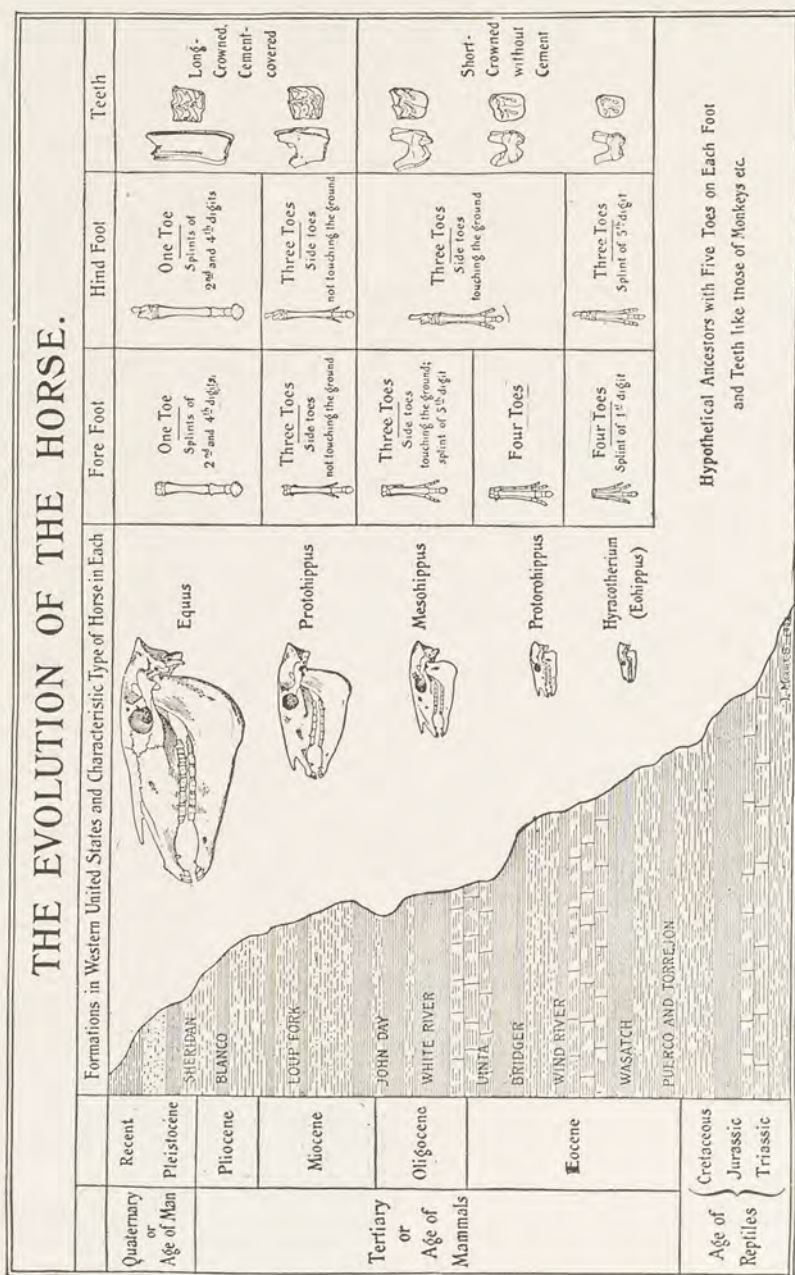 THE EVOLUTION OF THE HORSE.
Formations in Western United States and Characteristic Type of Horse in Each
Fore Foot
Hind Foot
Teeth
Quaternary
or
Age of Man
Recent
Pleistocene
SHERIDAN
Equus
One Toe
Splints of
2nd and 4th digits.
One Toe
Splints of
2nd and 4th digits
Long-
Crowned,
Cement-
covered
Tertiary
or
Age of
Mammals
Pliocene
BLANCO
Miocene
LOUP FORK
Protohippus
Three Toes
Side toes
not touching the ground
Three Toes
Side toes
not touching the ground
Oligocene
JOHN DAY
WHITE RIVER
Mesohippus
Three Toes
Side toes
touching the ground;
splint of 5th digit
Three Toes
Side toes
touching the ground
Short-
Crowned
without
Cement
Eocene
UINTA
BRIDGER
WIND RIVER
Protorohippus
Four Toes
WASATCH
Hyracotherium
(Eohippus)
Four Toes
Splint of 1st digit
Three Toes
Splint of 5th digit
PUERCO AND TORREJON
Age of
Reptiles
Cretaceous
Jurassic
Triassic
Hypothetical Ancestors with Five Toes on Each Foot
and Teeth like those of Monkeys etc.